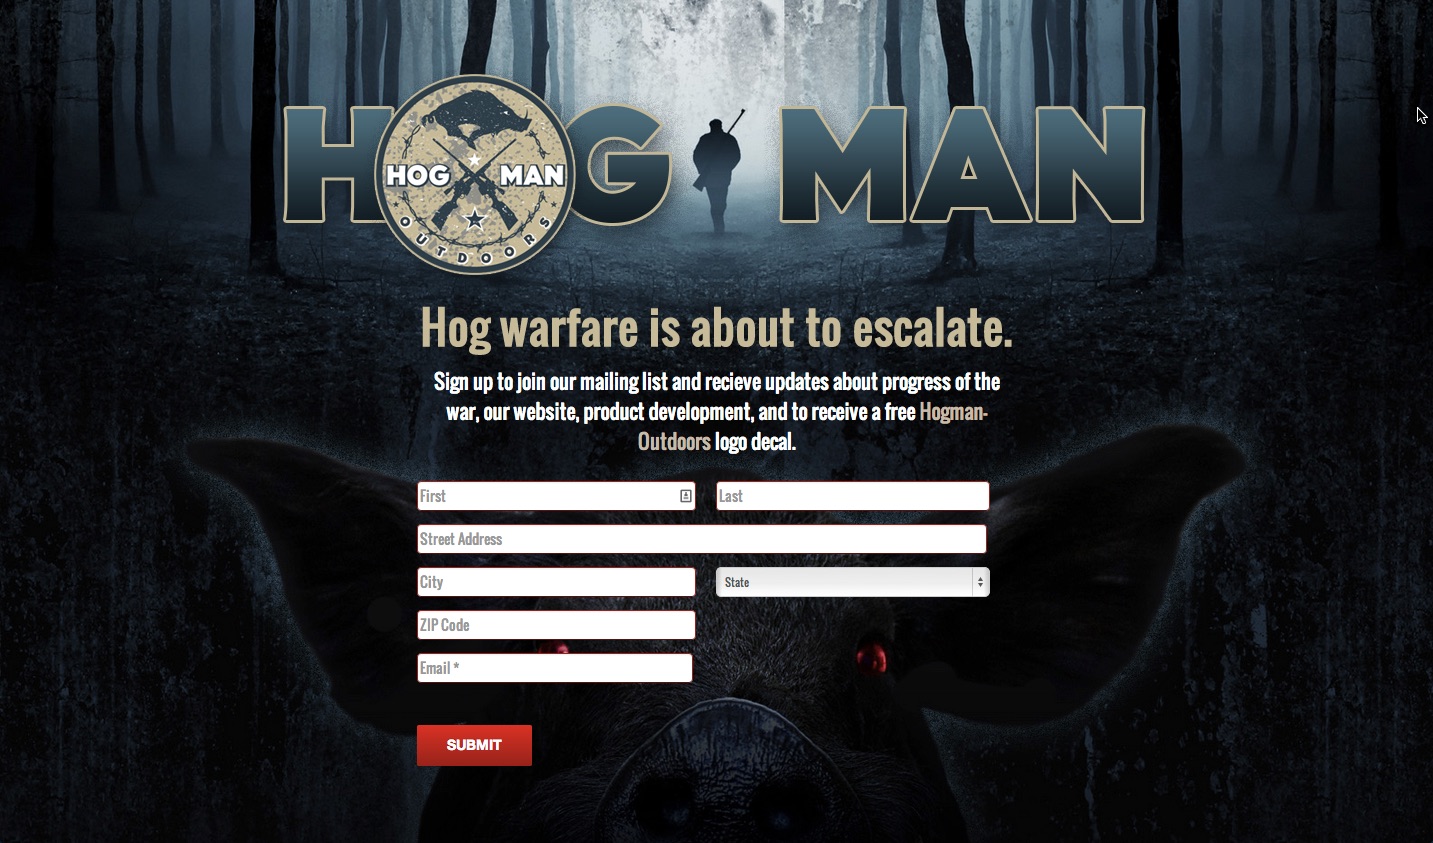 HOG MAN
HOG MAN
OUTDOORS
Hog warfare is about to escalate.
Sign up to join our mailing list and recieve updates about progress of the
war, our website, product development, and to receive a free Hogman-
Outdoors logo decal.
First Last
Street Address
City State
ZIP Code
Email *
SUBMIT